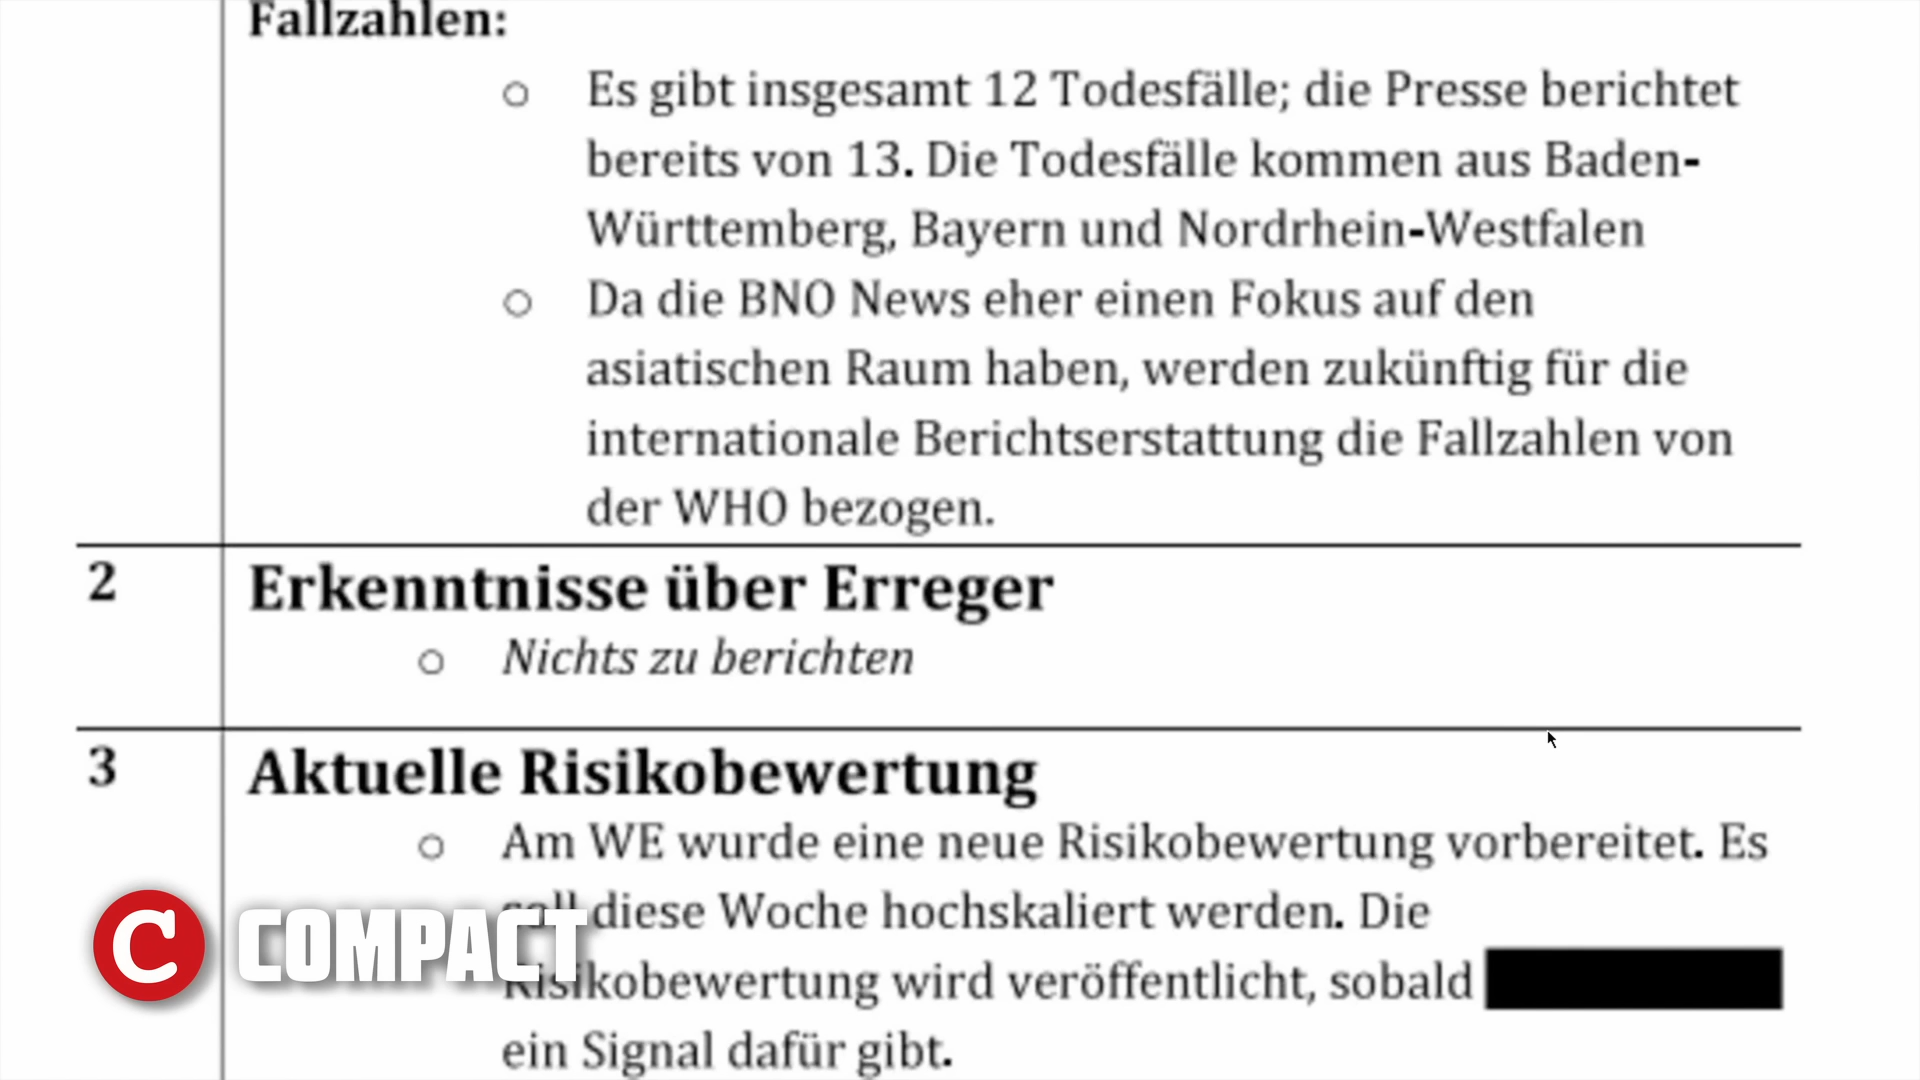 Fallzahlen:
○ Es gibt insgesamt 12 Todesfälle; die Presse berichtet
bereits von 13. Die Todesfälle kommen aus Baden-
Württemberg, Bayern und Nordrhein-Westfalen
○ Da die BNO News eher einen Fokus auf den
asiatischen Raum haben, werden zukünftig für die
internationale Berichtserstattung die Fallzahlen von
der WHO bezogen.
2 Erkenntnisse über Erreger
○ Nichts zu berichten
3 Aktuelle Risikobewertung
○ Am WE wurde eine neue Risikobewertung vorbereitet. Es
soll diese Woche hochskaliert werden. Die
Risikobewertung wird veröffentlicht, sobald
ein Signal dafür gibt.
C COMPACT